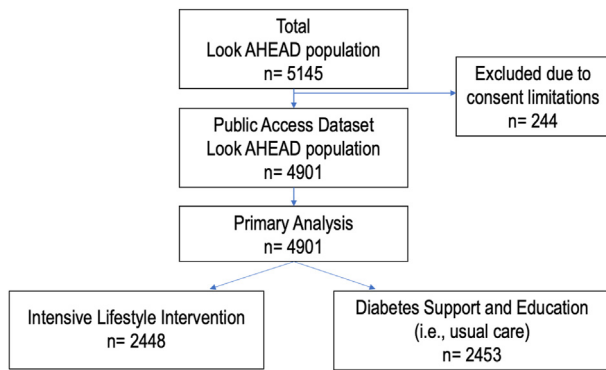 Total
Look AHEAD population
n= 5145
Excluded due to
consent limitations
n= 244
Public Access Dataset
Look AHEAD population
n= 4901
Primary Analysis
n= 4901
Intensive Lifestyle Intervention
n= 2448
Diabetes Support and Education
(i.e., usual care)
n= 2453